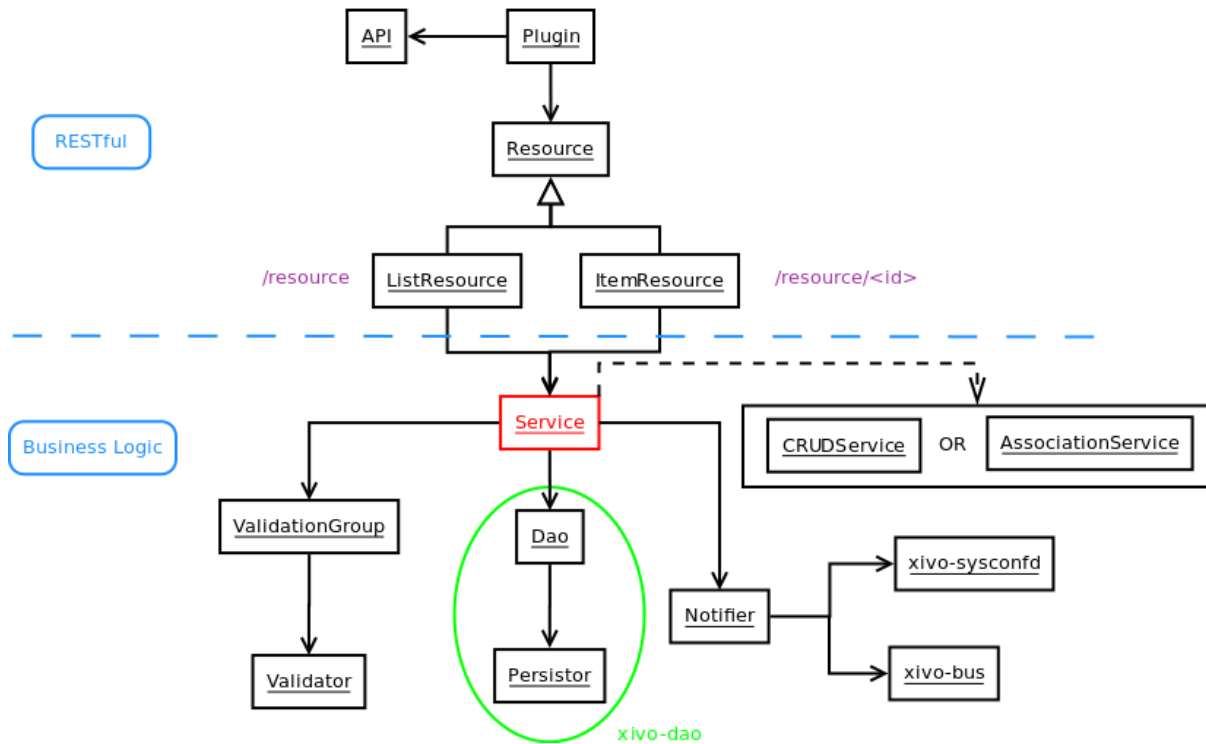 API
Plugin
RESTful
Resource
/resource
ListResource
ItemResource
/resource/<id>
Service
Business Logic
CRUDService
OR
AssociationService
ValidationGroup
Dao
xivo-sysconfd
Notifier
Validator
Persistor
xivo-bus
xivo-dao